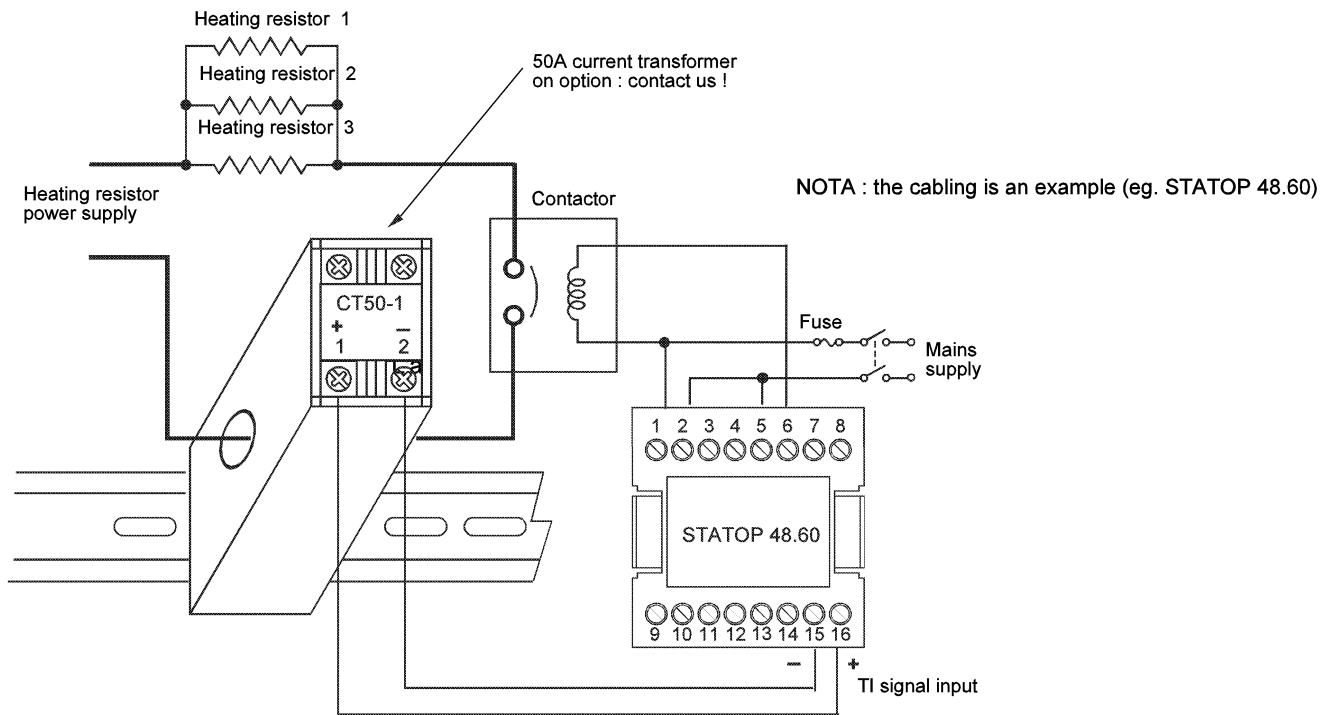 Heating resistor 1
Heating resistor 2
Heating resistor 3
50A current transformer
on option : contact us !
Heating resistor
power supply
Contactor
NOTA : the cabling is an example (eg. STATOP 48.60)
CT50-1
+ –
1 2
Fuse
Mains
supply
1 2 3 4 5 6 7 8
STATOP 48.60
9 10 11 12 13 14 15 16
– +
TI signal input